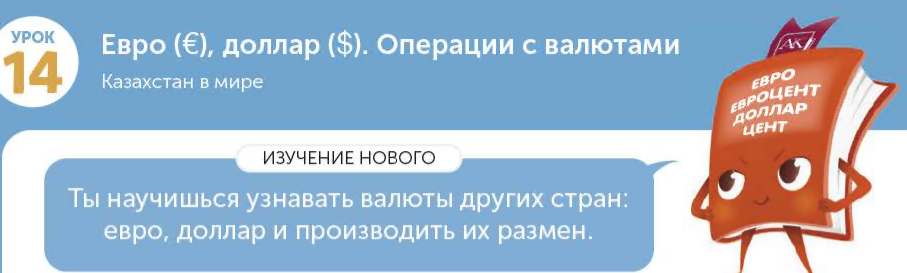 УРОК
14
Евро (€), доллар ($). Операции с валютами
Казахстан в мире
АК
ЕВРО
ЕВРОЦЕНТ
ДОЛЛАР
ЦЕНТ
ИЗУЧЕНИЕ НОВОГО
Ты научишься узнавать валюты других стран:
евро, доллар и производить их размен.